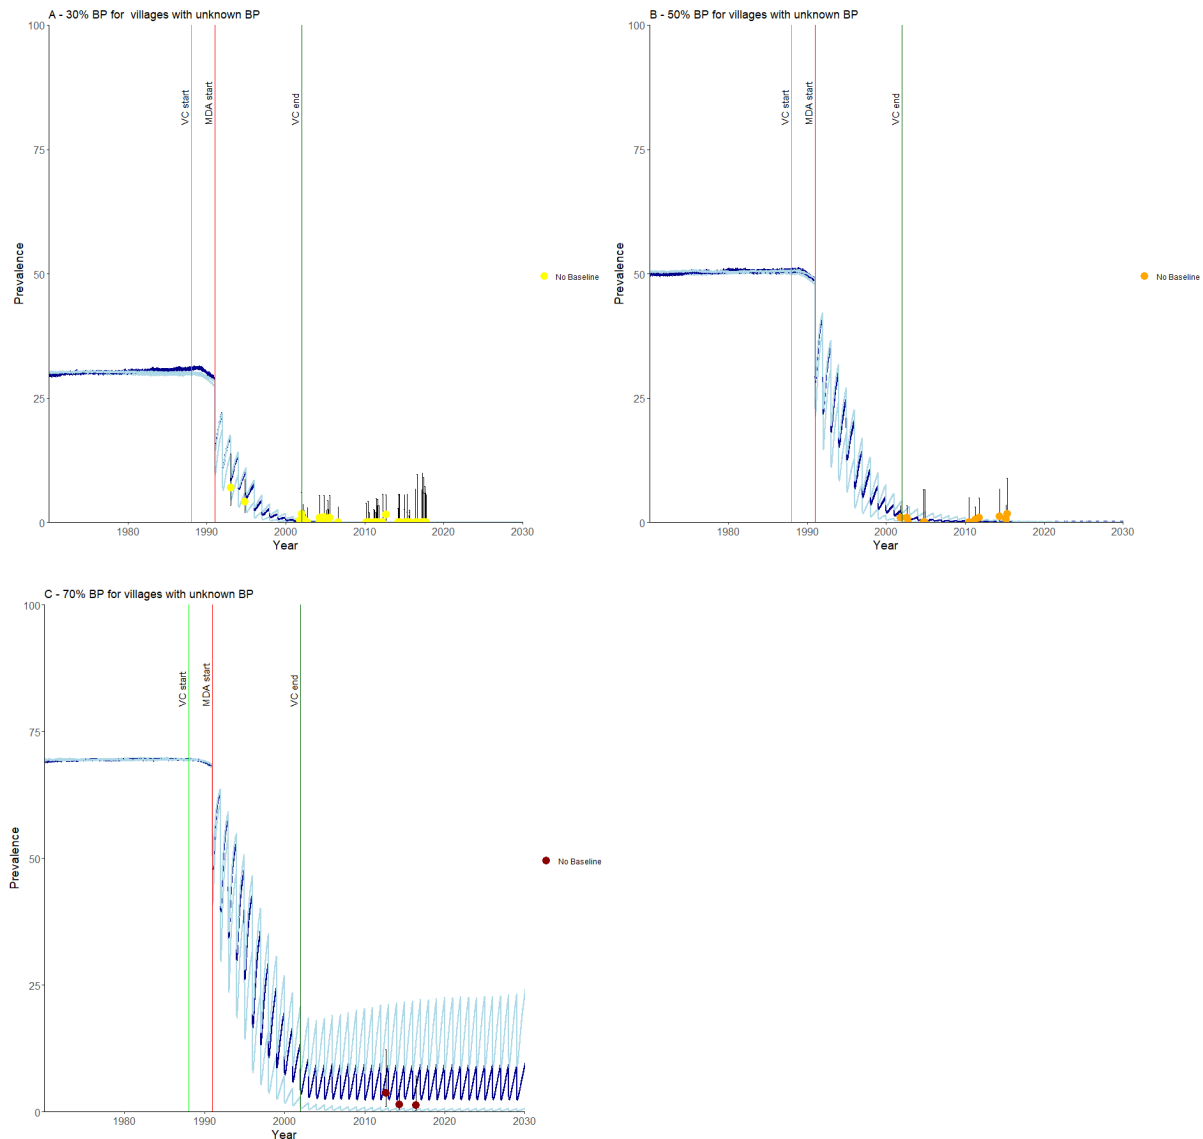 A - 30% BP for  villages with unknown BP
100
75
50
25
0
Prevalence
VC start
MDA start
VC end
1980
1990
2000
2010
2020
2030
Year
No Baseline
B - 50% BP for villages with unknown BP
100
75
50
25
0
Prevalence
VC start
MDA start
VC end
1980
1990
2000
2010
2020
2030
Year
No Baseline
C - 70% BP for villages with unknown BP
100
75
50
25
0
Prevalence
VC start
MDA start
VC end
1980
1990
2000
2010
2020
2030
Year
No Baseline